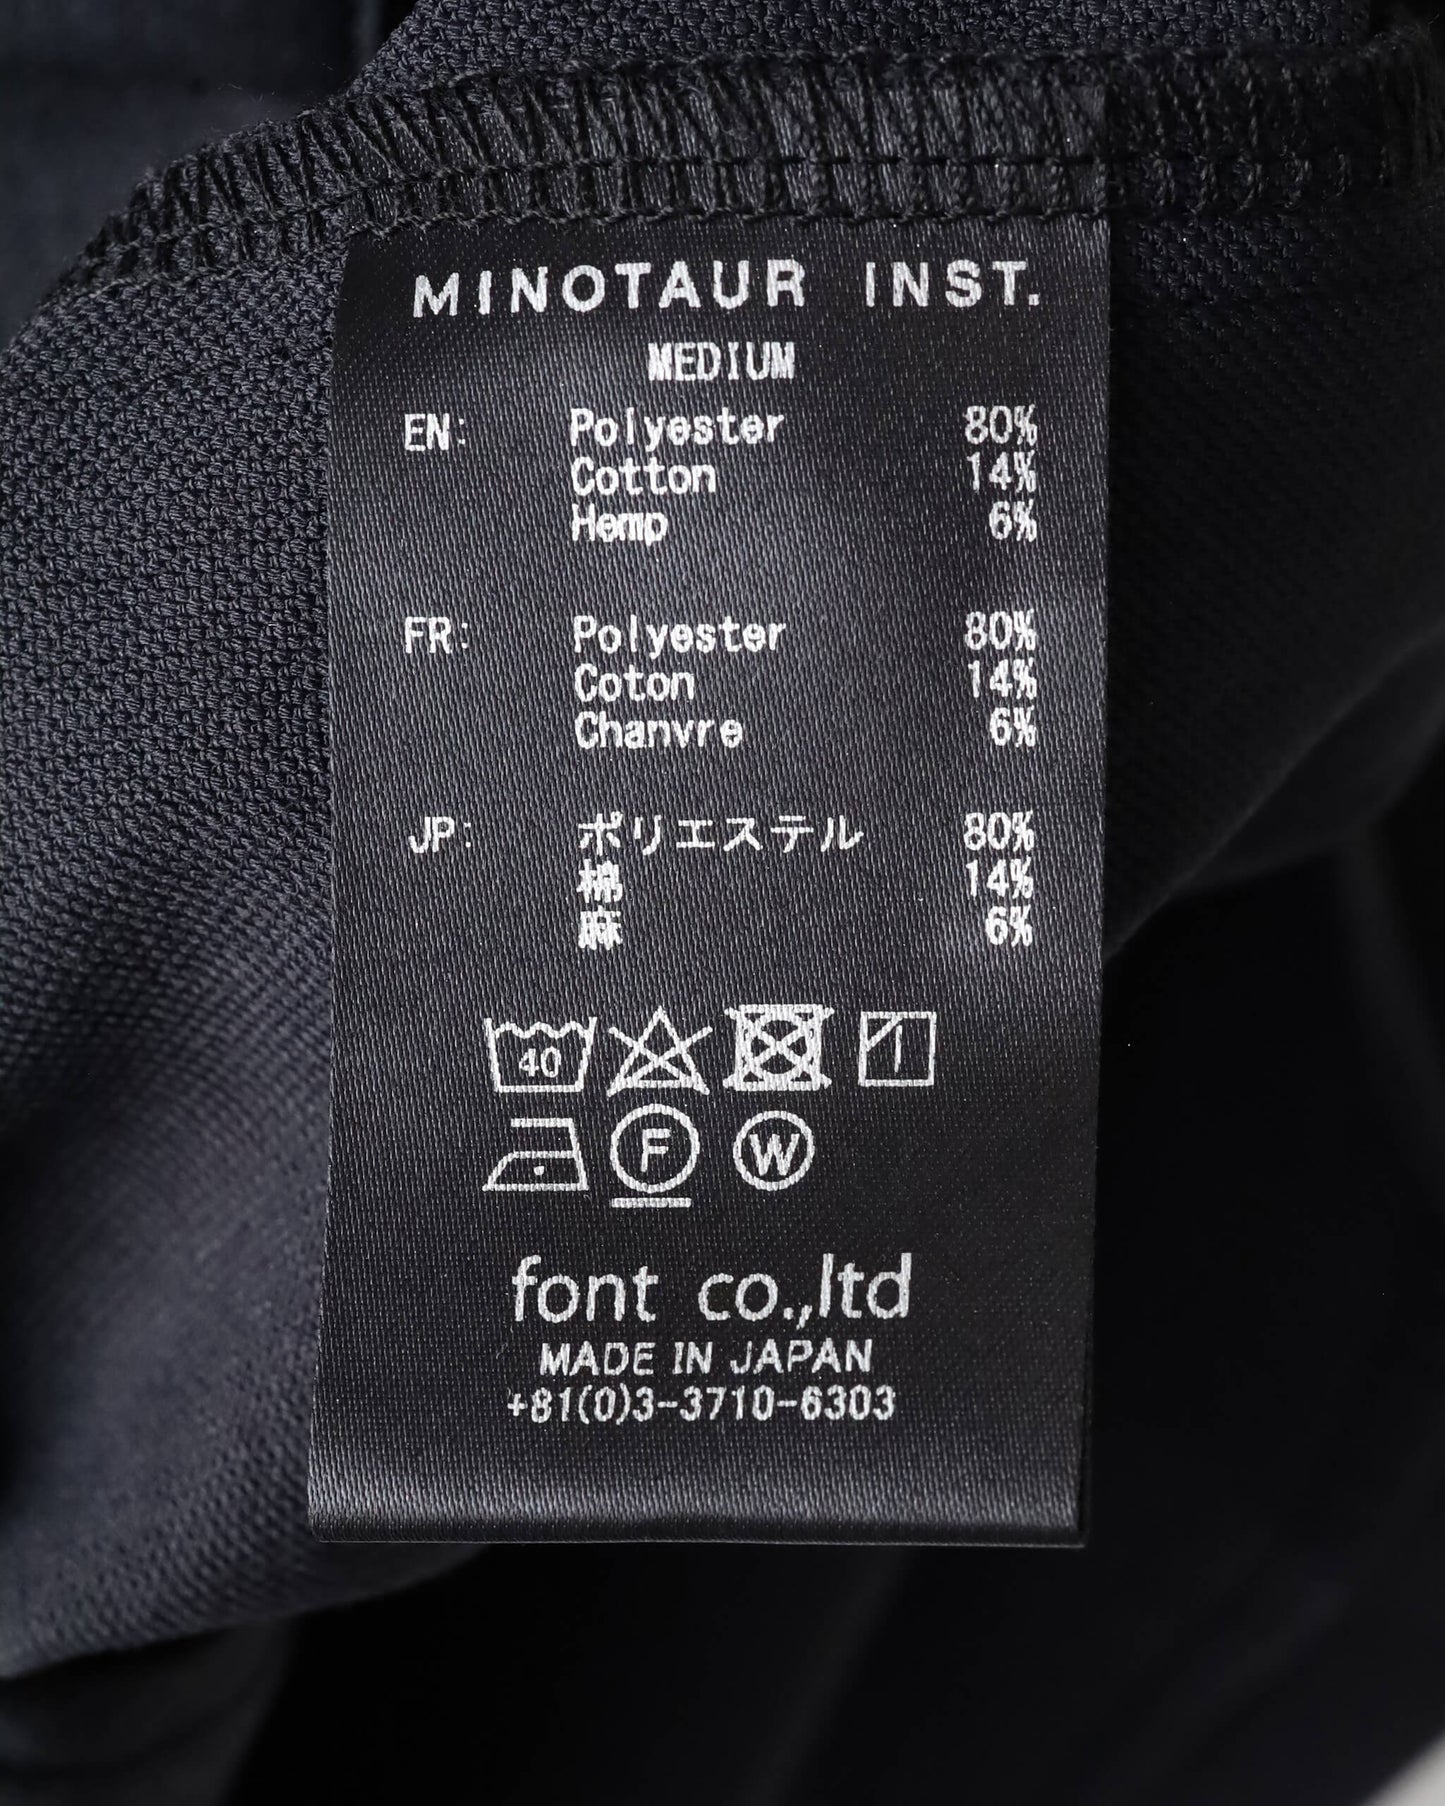 MINOTAUR INST.
MEDIUM
EN: Polyester 80%
Cotton 14%
Hemp 6%
FR: Polyester 80%
Coton 14%
Chanvre 6%
JP: ポリエステル 80%
棉 14%
麻 6%
40
F
W
font co.,ltd
MADE IN JAPAN
+81(0)3-3710-6303